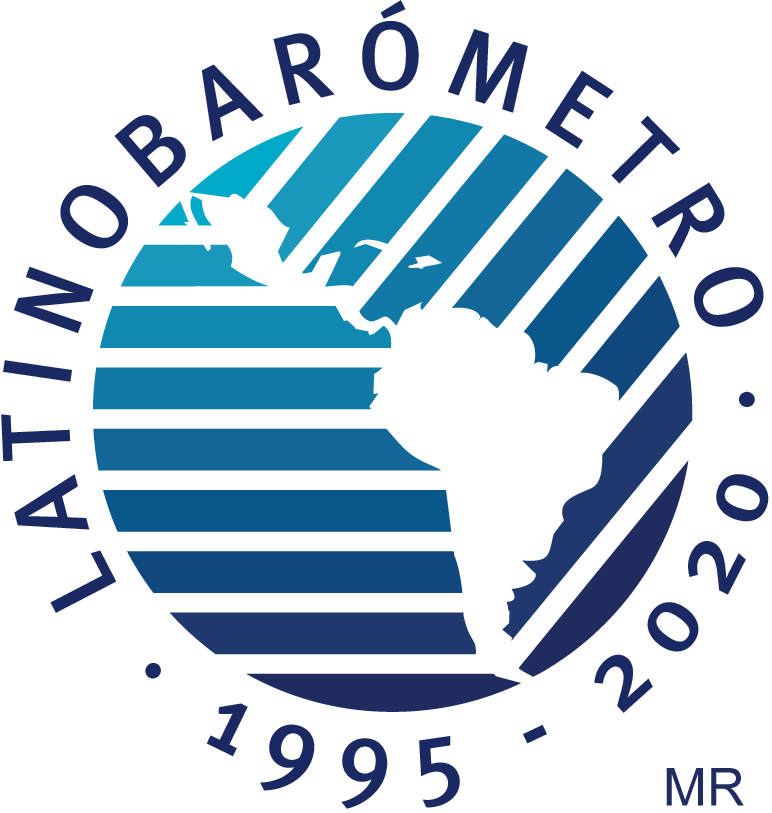 LATINOBARÓMETRO
· 1995 - 2020 ·
MR